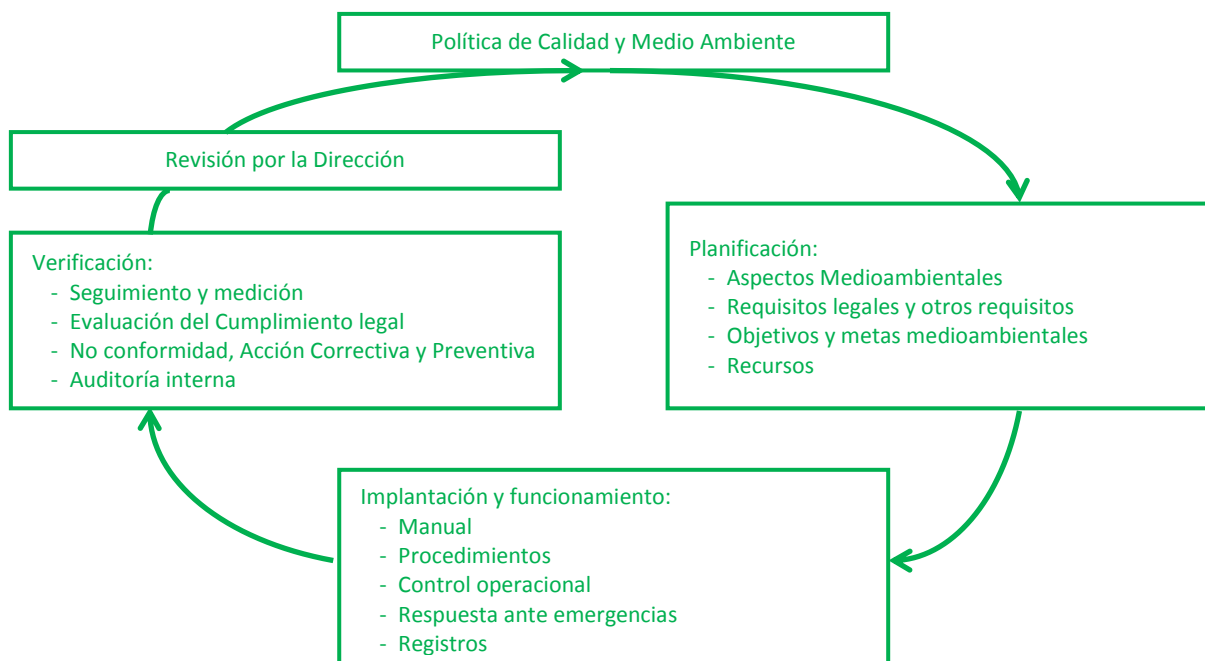 Política de Calidad y Medio Ambiente
Revisión por la Dirección
Verificación:
- Seguimiento y medición
- Evaluación del Cumplimiento legal
- No conformidad, Acción Correctiva y Preventiva
- Auditoría interna
Planificación:
- Aspectos Medioambientales
- Requisitos legales y otros requisitos
- Objetivos y metas medioambientales
- Recursos
Implantación y funcionamiento:
- Manual
- Procedimientos
- Control operacional
- Respuesta ante emergencias
- Registros